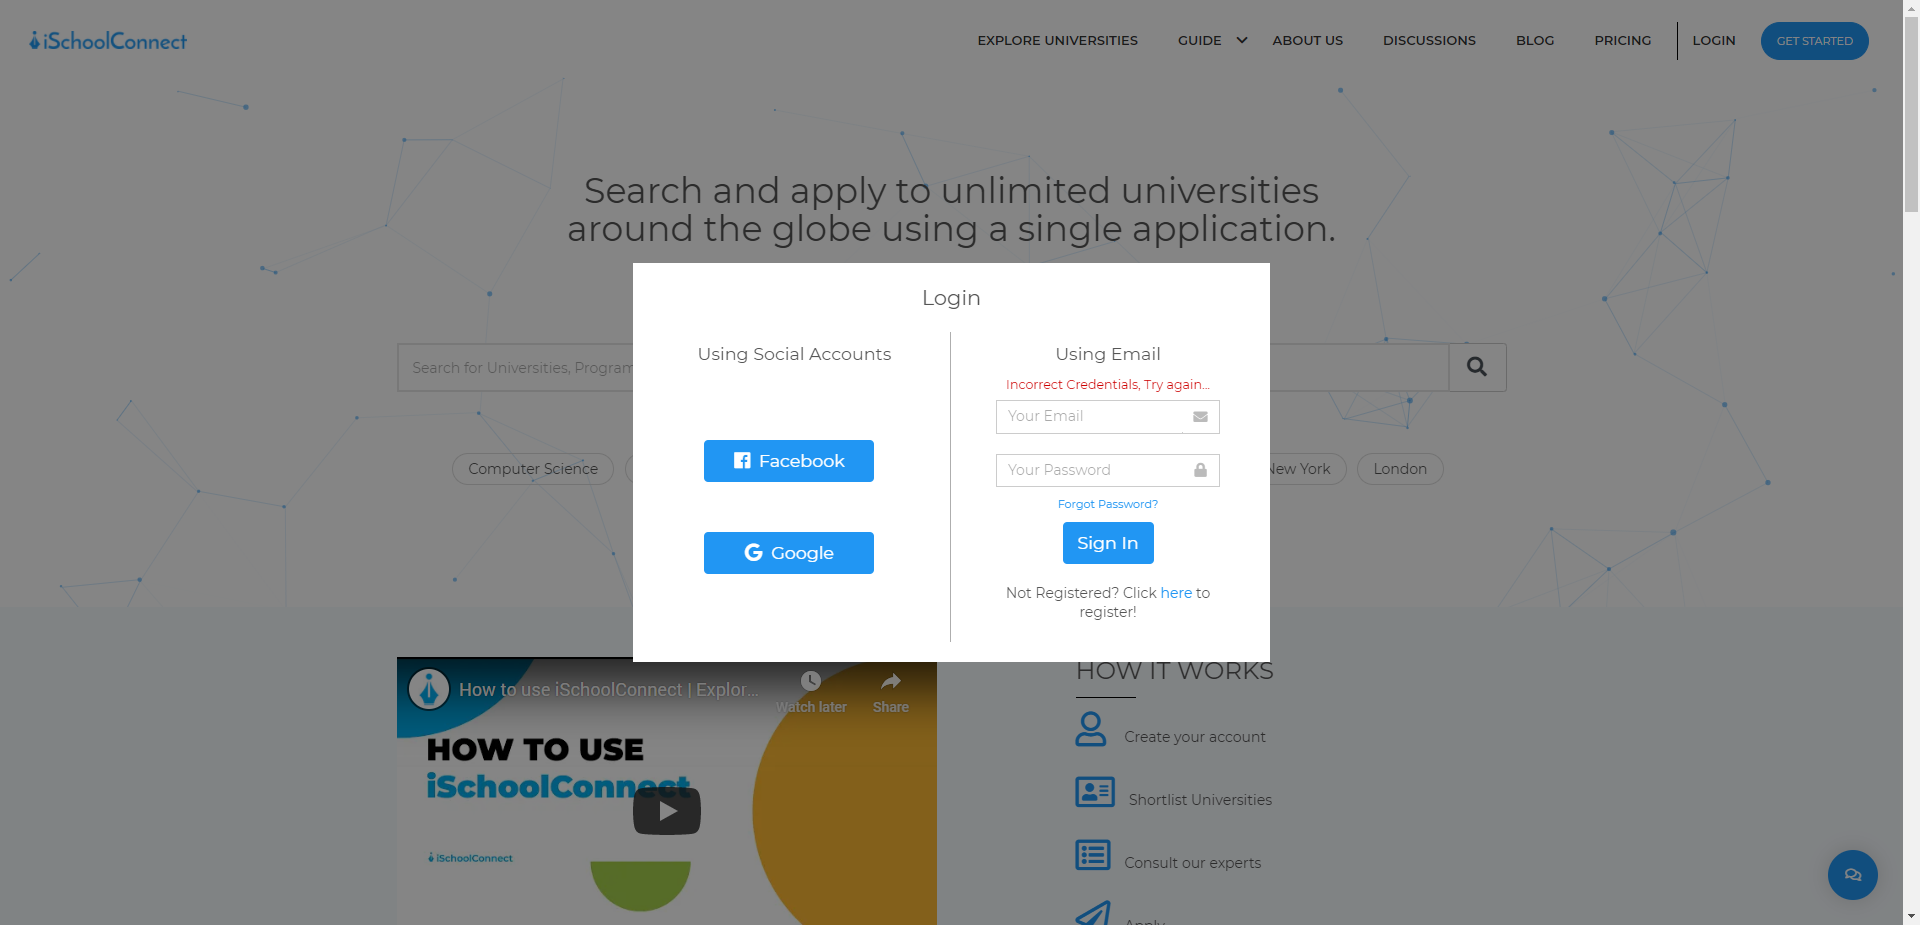 iSchoolConnect
EXPLORE UNIVERSITIES
GUIDE
ABOUT US
DISCUSSIONS
BLOG
PRICING
LOGIN
GET STARTED
Search and apply to unlimited universities
around the globe using a single application.
Login
Using Social Accounts
Facebook
Google
Using Email
Incorrect Credentials, Try again...
Your Email
Your Password
Forgot Password?
Sign In
Not Registered? Click here to
register!
Search for Universities, Program
Computer Science
New York
London
How to use iSchoolConnect | Explor...
Watch later
Share
HOW TO USE
iSchoolConnect
iSchoolConnect
HOW IT WORKS
Create your account
Shortlist Universities
Consult our experts
Apply